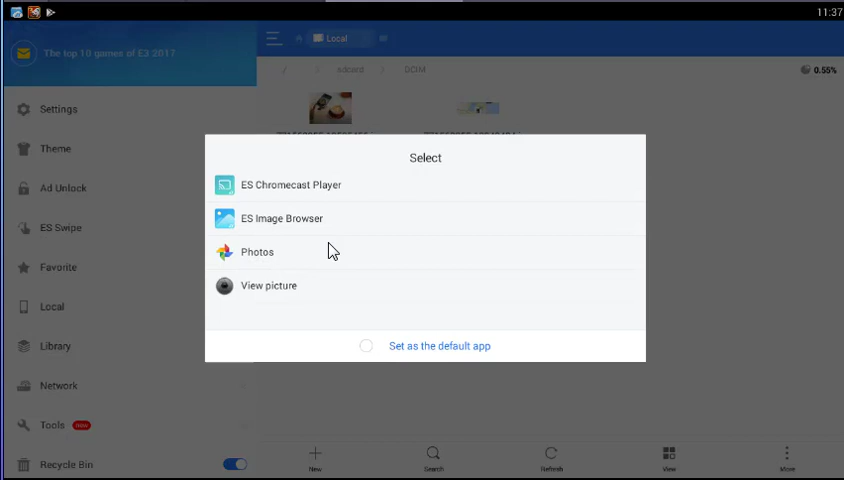 11:37
The top 10 games of E3 2017
Local
/ sdcard DCIM
0.55%
Settings
Theme
Ad Unlock
ES Swipe
Favorite
Local
Library
Network
Tools new
Recycle Bin
Select
ES Chromecast Player
ES Image Browser
Photos
View picture
Set as the default app
New
Search
Refresh
View
More